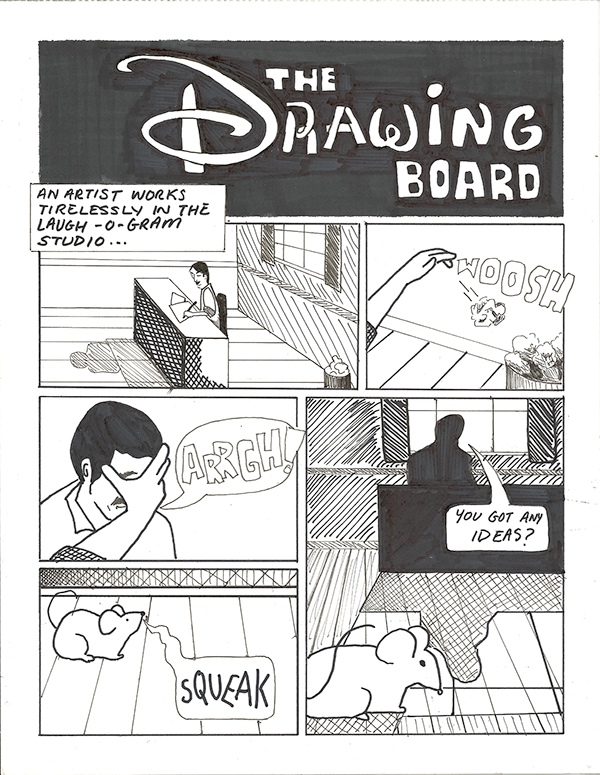 THE
DRAWING
BOARD
AN ARTIST WORKS
TIRELESSLY IN THE
LAUGH-O-GRAM
STUDIO...
WOOSH
ARRGH!
YOU GOT ANY
IDEAS?
SQUEAK